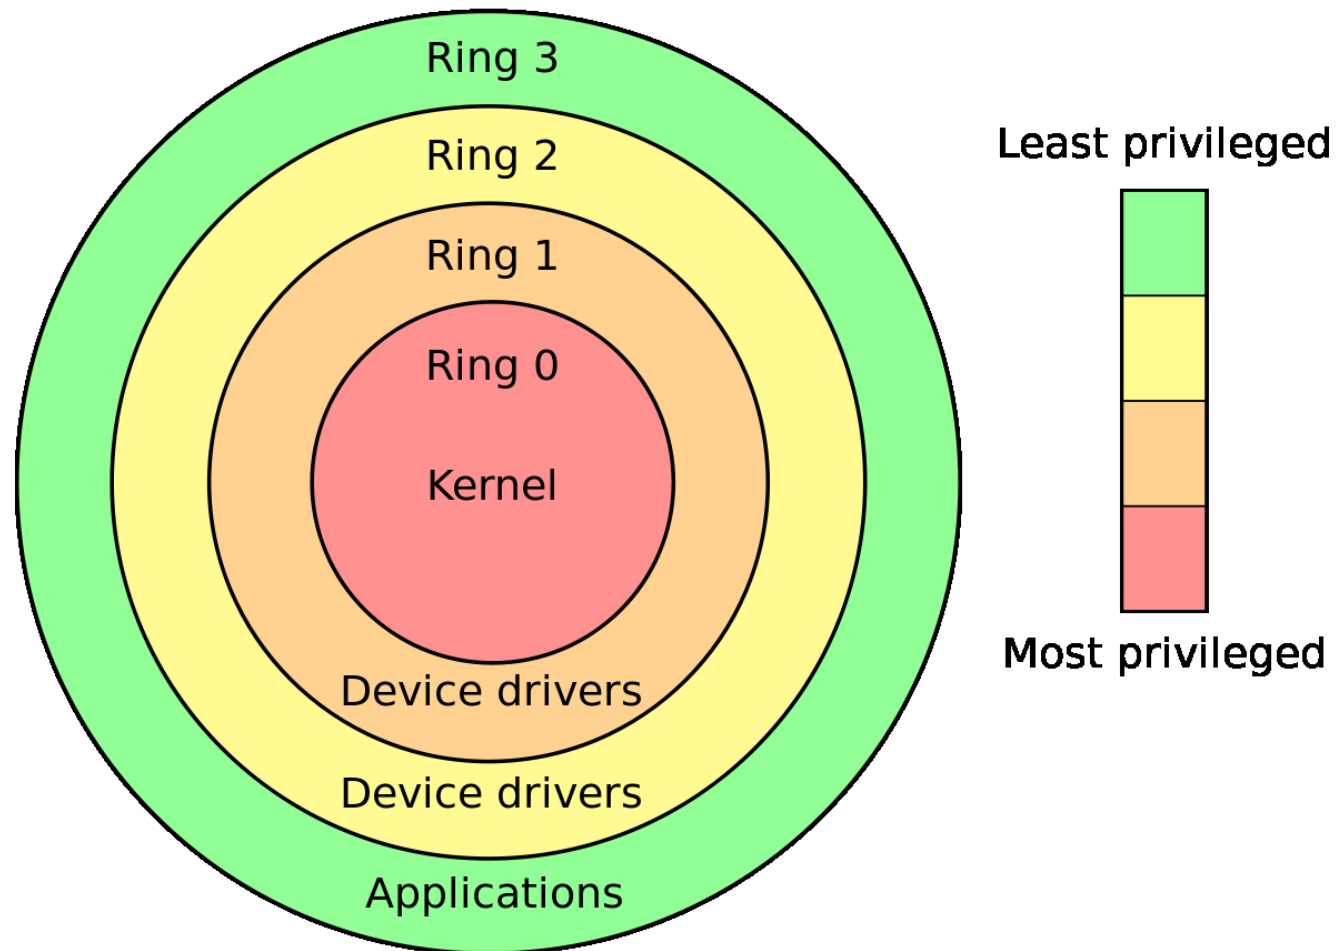 Ring 3
Ring 2
Ring 1
Ring 0
Kernel
Device drivers
Device drivers
Applications
Least privileged
Most privileged